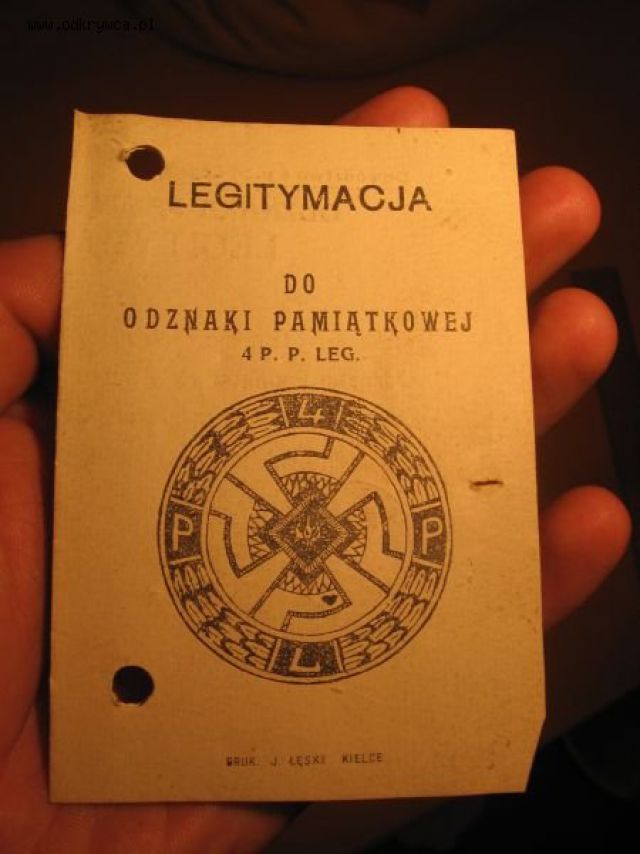 www.odkrywca.pl
LEGITYMACJA
DO
ODZNAKI PAMIĄTKOWEJ
4 P. P. LEG.
4
P P
L
DRUK. J. ŁĘSKI KIELCE